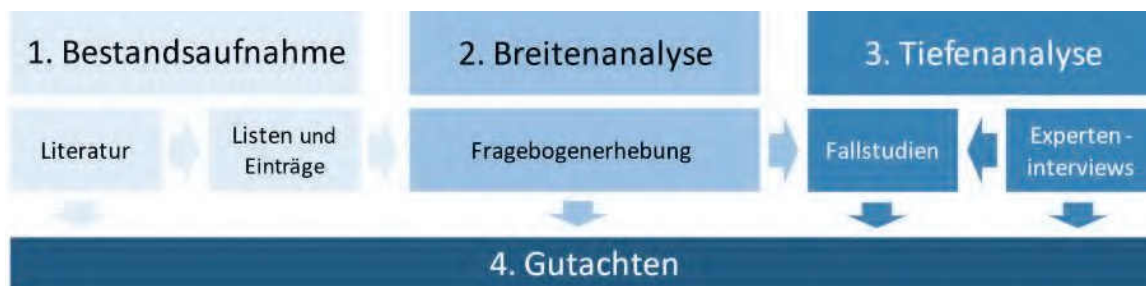 1. Bestandsaufnahme
2. Breitenanalyse
3. Tiefenanalyse
Literatur
Listen und
Einträge
Fragebogenerhebung
Fallstudien
Experten-
interviews
4. Gutachten